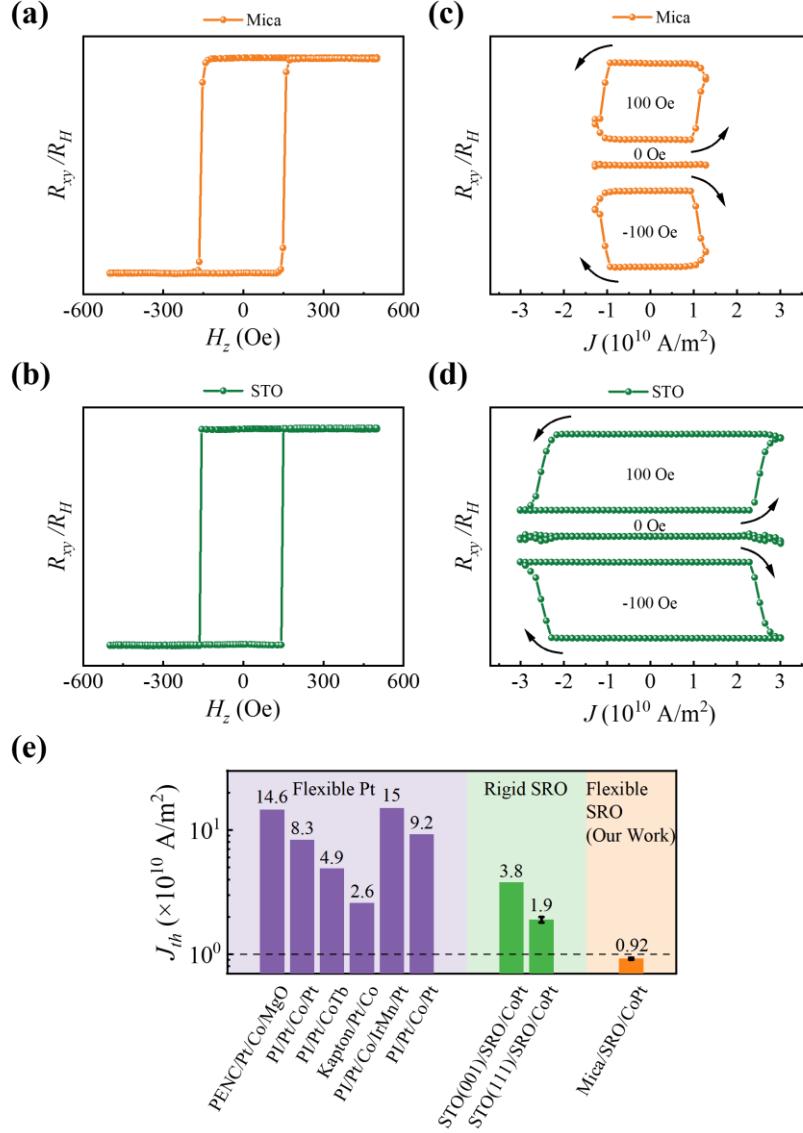 (a)
Mica
R_xy/R_H
-600 -300 0 300 600
H_z (Oe)
(c)
Mica
100 Oe
0 Oe
-100 Oe
R_xy/R_H
-3 -2 -1 0 1 2 3
J (10^10 A/m^2)
(b)
STO
R_xy/R_H
-600 -300 0 300 600
H_z (Oe)
(d)
STO
100 Oe
0 Oe
-100 Oe
R_xy/R_H
-3 -2 -1 0 1 2 3
J (10^10 A/m^2)
(e)
J_th (×10^10 A/m^2)
10^1
10^0
Flexible Pt
Rigid SRO
Flexible
SRO
(Our Work)
14.6
8.3
4.9
2.6
15
9.2
3.8
1.9
0.92
PENC/Pt/Co/MgO
PI/Pt/Co/Pt
PI/Pt/CoTb
Kapton/Pt/Co
PI/Pt/Co/IrMn/Pt
PI/Pt/Co/Pt
STO(001)/SRO/CoPt
STO(111)/SRO/CoPt
Mica/SRO/CoPt